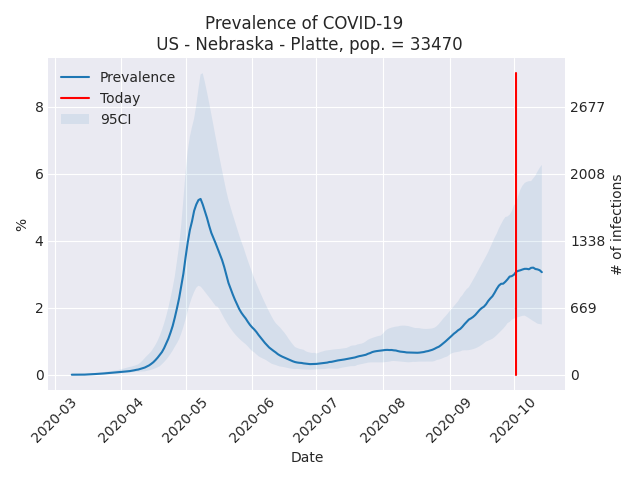 Prevalence of COVID-19
US - Nebraska - Platte, pop. = 33470
Prevalence
Today
95CI
%
8
6
4
2
0
2677
2008
1338
669
0
# of infections
2020-03
2020-04
2020-05
2020-06
2020-07
2020-08
2020-09
2020-10
Date